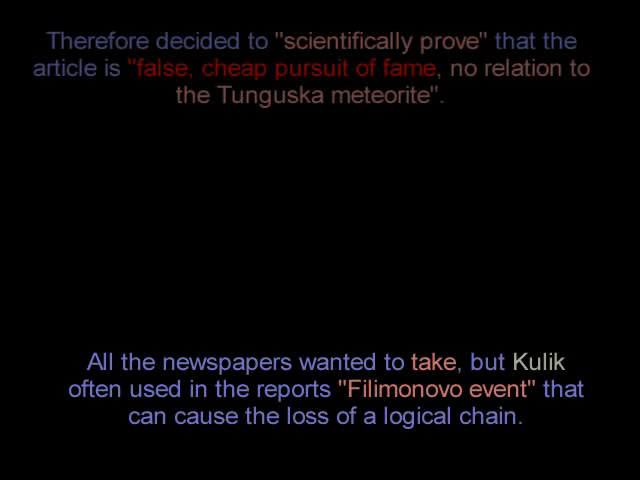 Therefore decided to "scientifically prove" that the
article is "false, cheap pursuit of fame, no relation to
the Tunguska meteorite".
All the newspapers wanted to take, but Kulik
often used in the reports "Filimonovo event" that
can cause the loss of a logical chain.